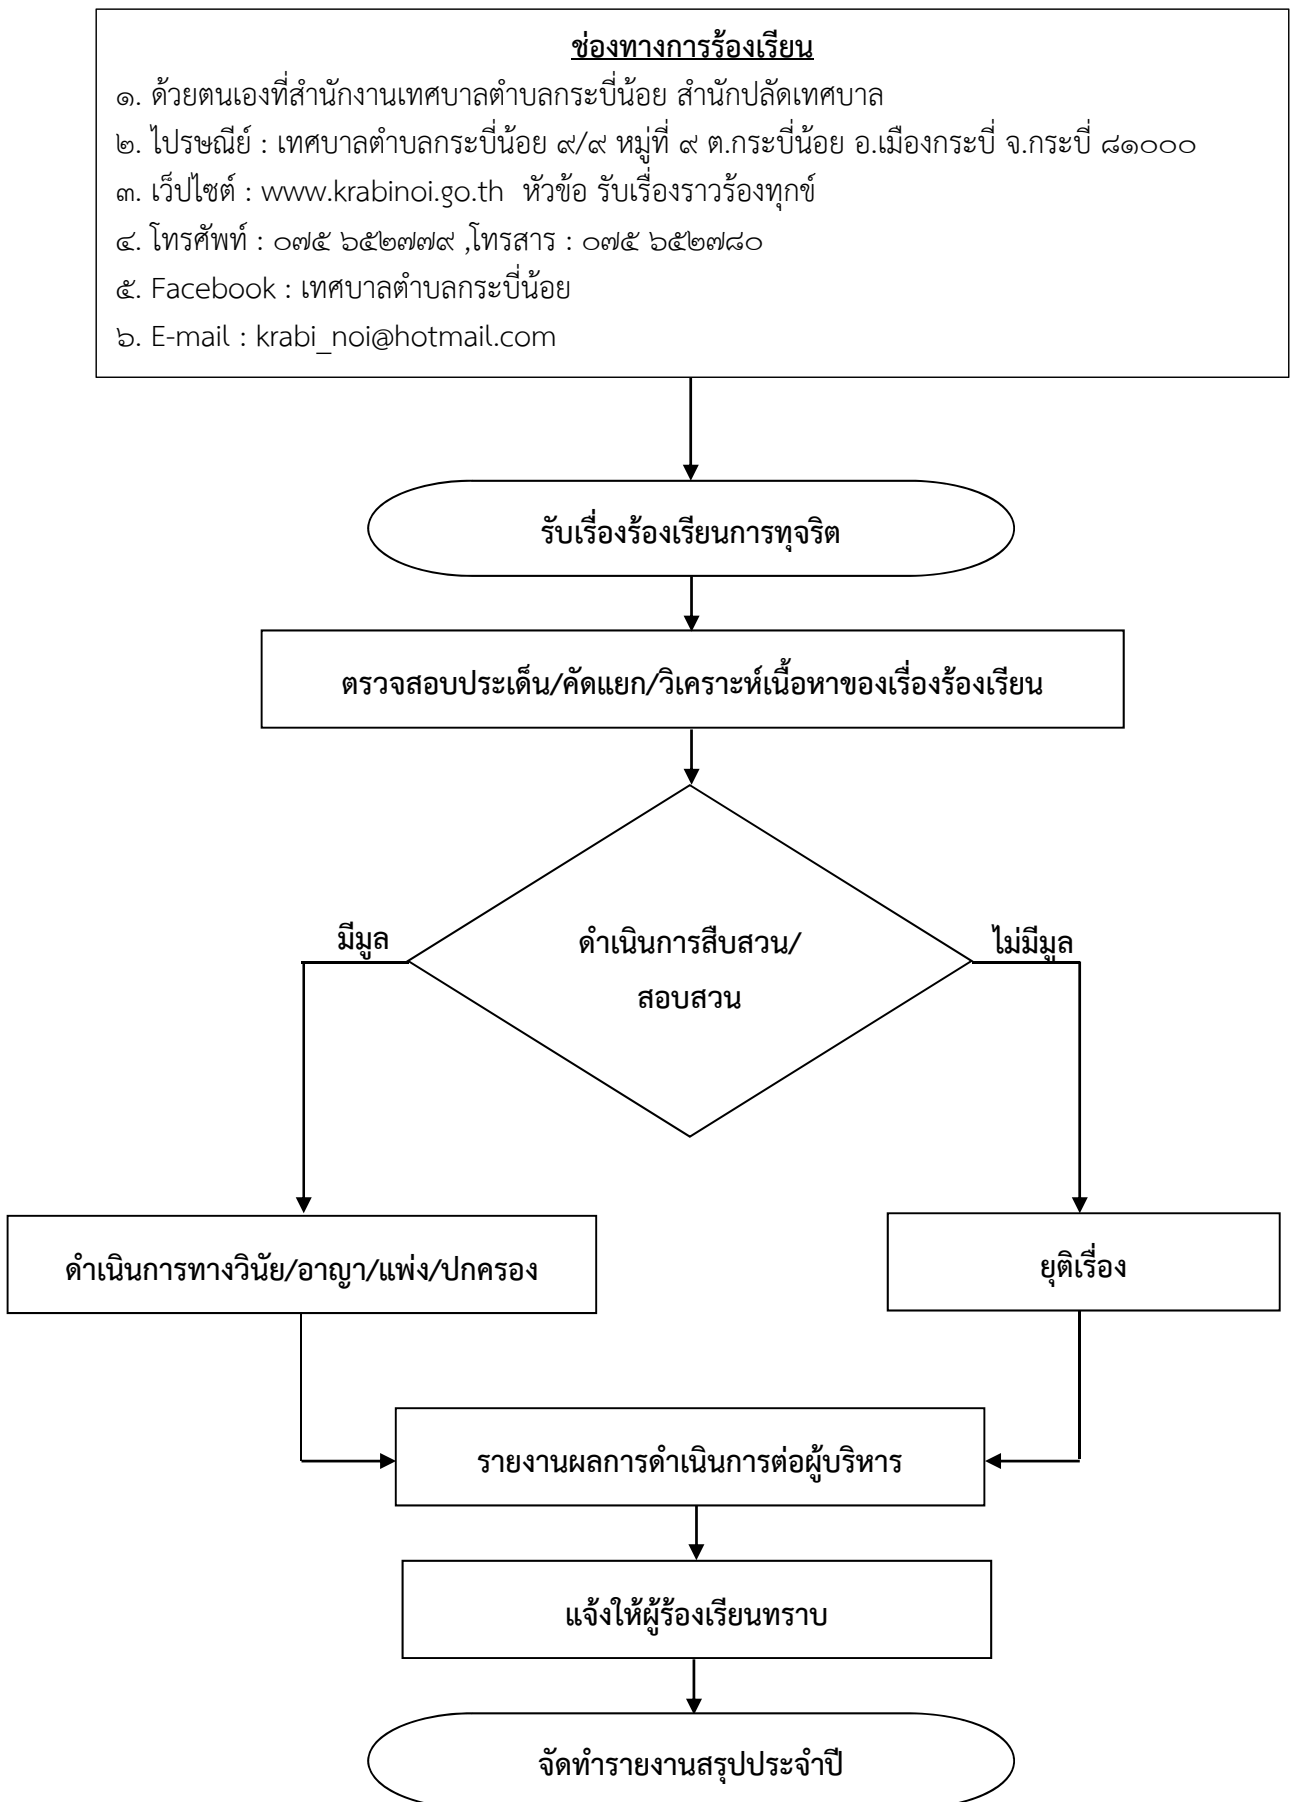 ช่องทางการร้องเรียน
๑. ด้วยตนเองที่สำนักงานเทศบาลตำบลกระบี่น้อย สำนักปลัดเทศบาล
๒. ไปรษณีย์ : เทศบาลตำบลกระบี่น้อย ๙/๙ หมู่ที่ ๙ ต.กระบี่น้อย อ.เมืองกระบี่ จ.กระบี่ ๘๑๐๐๐
๓. เว็ปไซต์ : www.krabinoi.go.th หัวข้อ รับเรื่องราวร้องทุกข์
๔. โทรศัพท์ : ๐๗๕ ๖๕๒๗๗๙ ,โทรสาร : ๐๗๕ ๖๕๒๗๘๐
๕. Facebook : เทศบาลตำบลกระบี่น้อย
๖. E-mail : krabi_noi@hotmail.com
รับเรื่องร้องเรียนการทุจริต
ตรวจสอบประเด็น/คัดแยก/วิเคราะห์เนื้อหาของเรื่องร้องเรียน
มีมูล
ดำเนินการสืบสวน/
สอบสวน
ไม่มีมูล
ดำเนินการทางวินัย/อาญา/แพ่ง/ปกครอง
ยุติเรื่อง
รายงานผลการดำเนินการต่อผู้บริหาร
แจ้งให้ผู้ร้องเรียนทราบ
จัดทำรายงานสรุปประจำปี